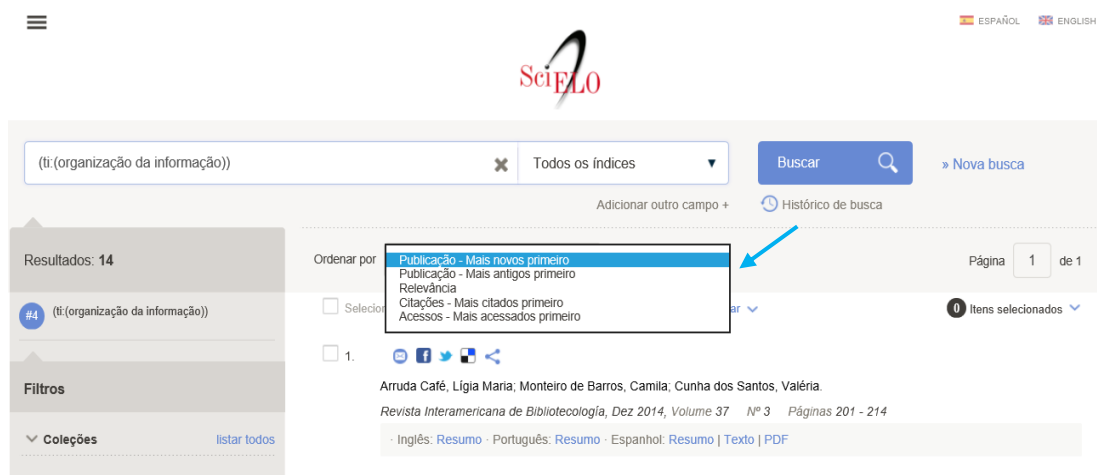 ESPAÑOL ENGLISH
SciELO
(ti:(organização da informação)) Todos os índices Buscar » Nova busca
Adicionar outro campo + Histórico de busca
Resultados: 14
Ordenar por
Publicação - Mais novos primeiro
Publicação - Mais antigos primeiro
Relevância
Citações - Mais citados primeiro
Acessos - Mais acessados primeiro
Página 1 de 1
#4 (ti:(organização da informação))
0 Itens selecionados
1.
Filtros
Arruda Café, Lígia Maria; Monteiro de Barros, Camila; Cunha dos Santos, Valéria.
Revista Interamericana de Bibliotecología, Dez 2014, Volume 37 Nº 3 Páginas 201 - 214
Coleções listar todos
· Inglês: Resumo · Português: Resumo · Espanhol: Resumo | Texto | PDF